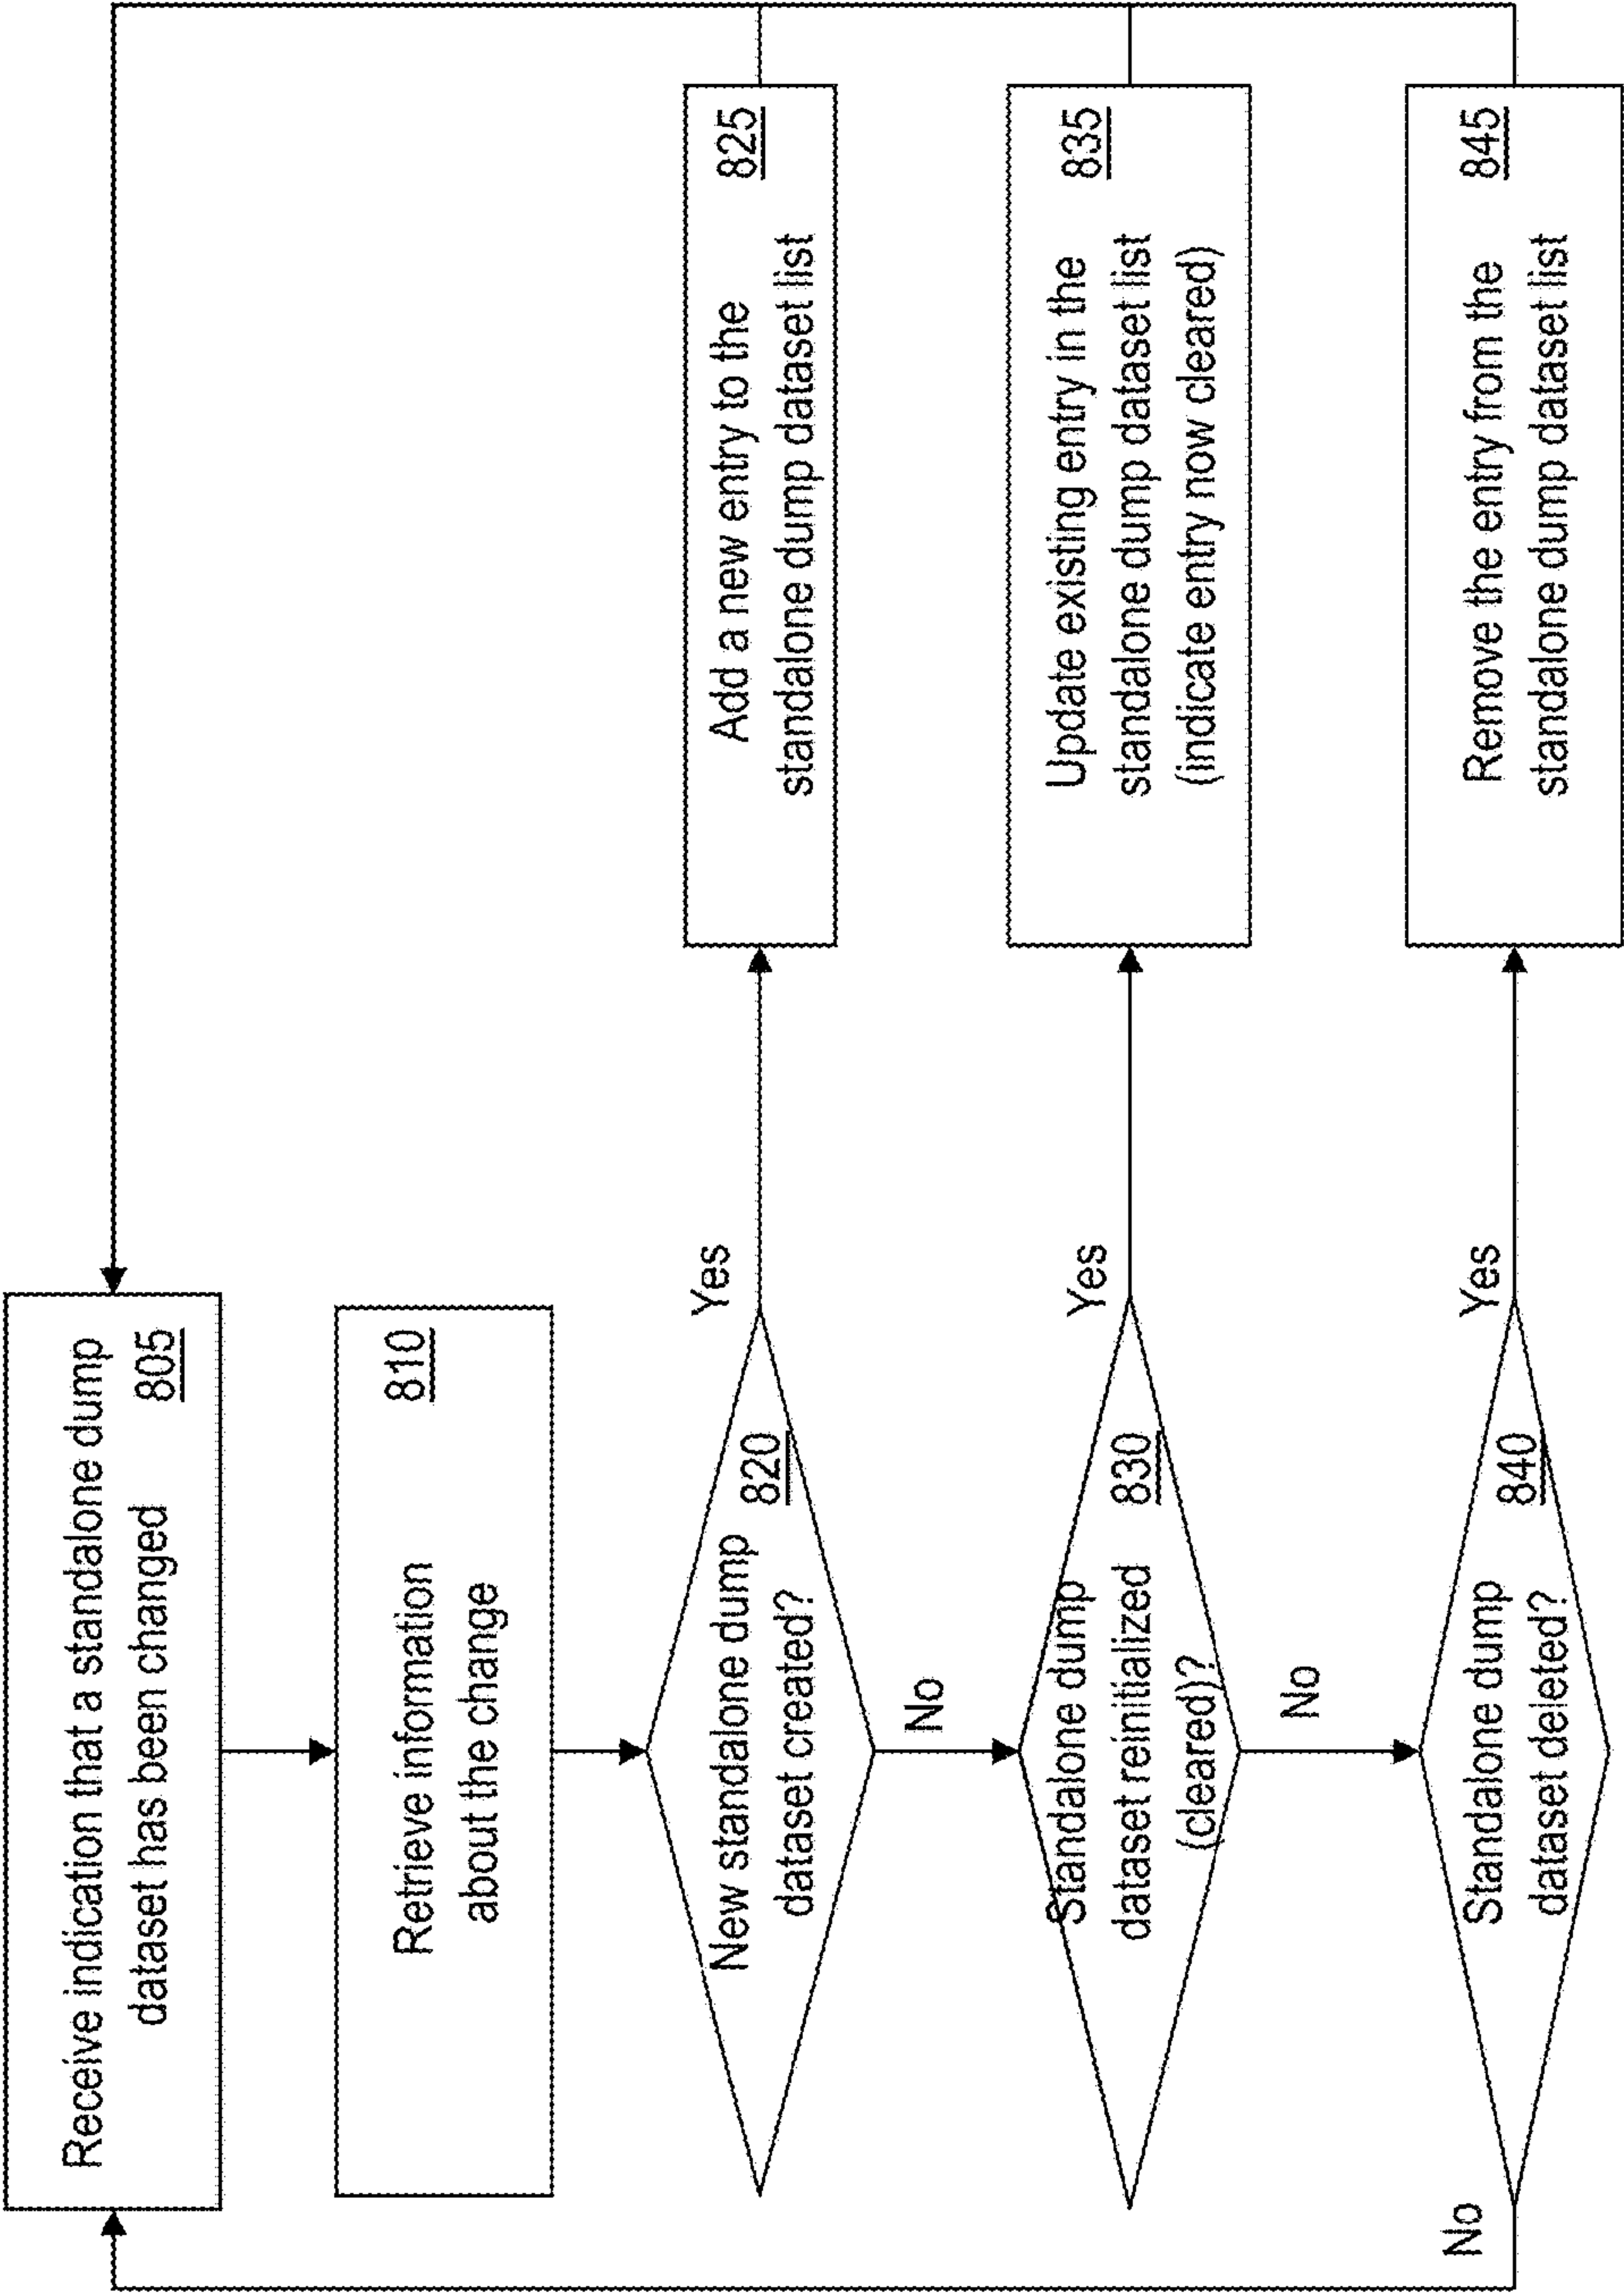 Receive indication that a standalone dump
dataset has been changed 805
Retrieve information 810
about the change
New standalone dump 820
dataset created?
Yes
Add a new entry to the 825
standalone dump dataset list
No
Standalone dump
dataset reinitialized 830
(cleared)?
Yes
Update existing entry in the 835
standalone dump dataset list
(indicate entry now cleared)
No
Standalone dump 840
dataset deleted?
Yes
Remove the entry from the 845
standalone dump dataset list
No